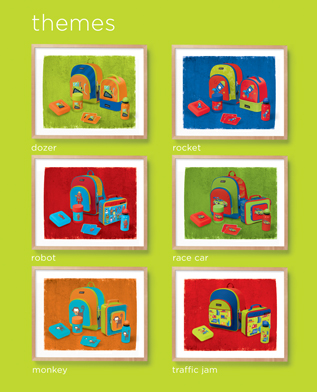 themes
dozer
rocket
robot
race car
monkey
traffic jam